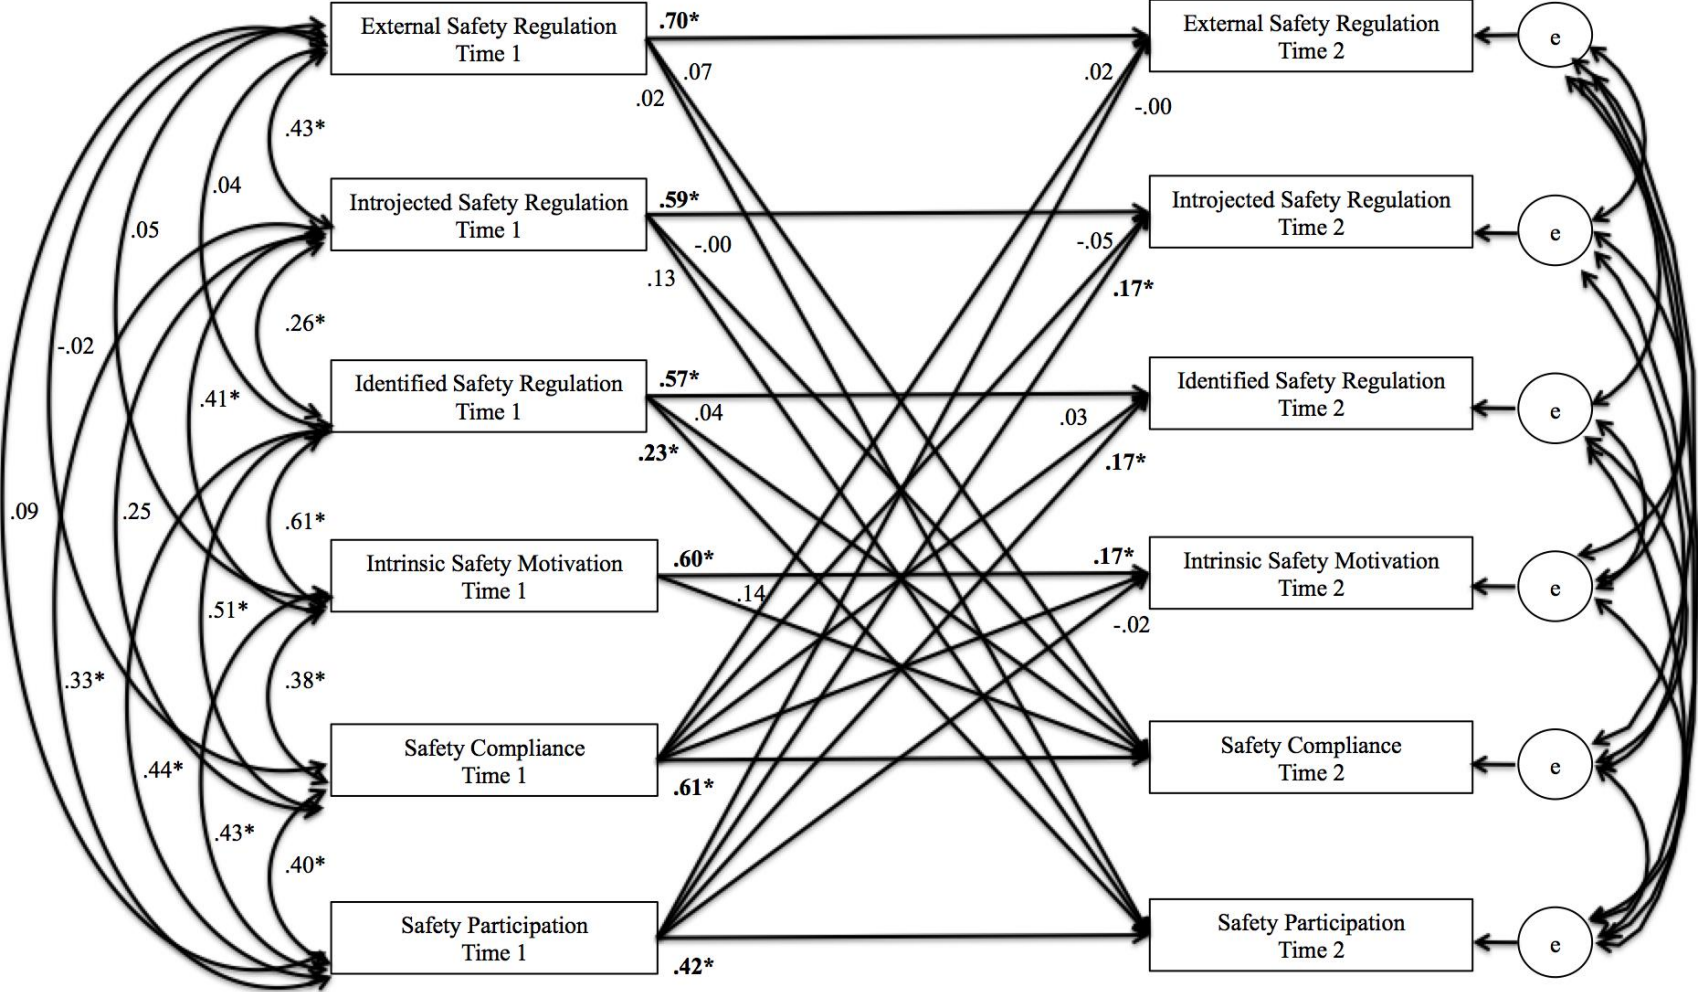 External Safety Regulation
Time 1
.70*
.07
.02
.02
-.00
External Safety Regulation
Time 2
e
.43*
.04
.05
Introjected Safety Regulation
Time 1
.59*
-.00
.13
-.05
.17*
Introjected Safety Regulation
Time 2
e
-.02
.26*
.41*
Identified Safety Regulation
Time 1
.57*
.04
.23*
.03
.17*
Identified Safety Regulation
Time 2
e
.09
.25
.61*
Intrinsic Safety Motivation
Time 1
.60*
.14
.17*
-.02
Intrinsic Safety Motivation
Time 2
e
.51*
.33*
.38*
Safety Compliance
Time 1
.61*
Safety Compliance
Time 2
e
.44*
.43*
.40*
Safety Participation
Time 1
.42*
Safety Participation
Time 2
e